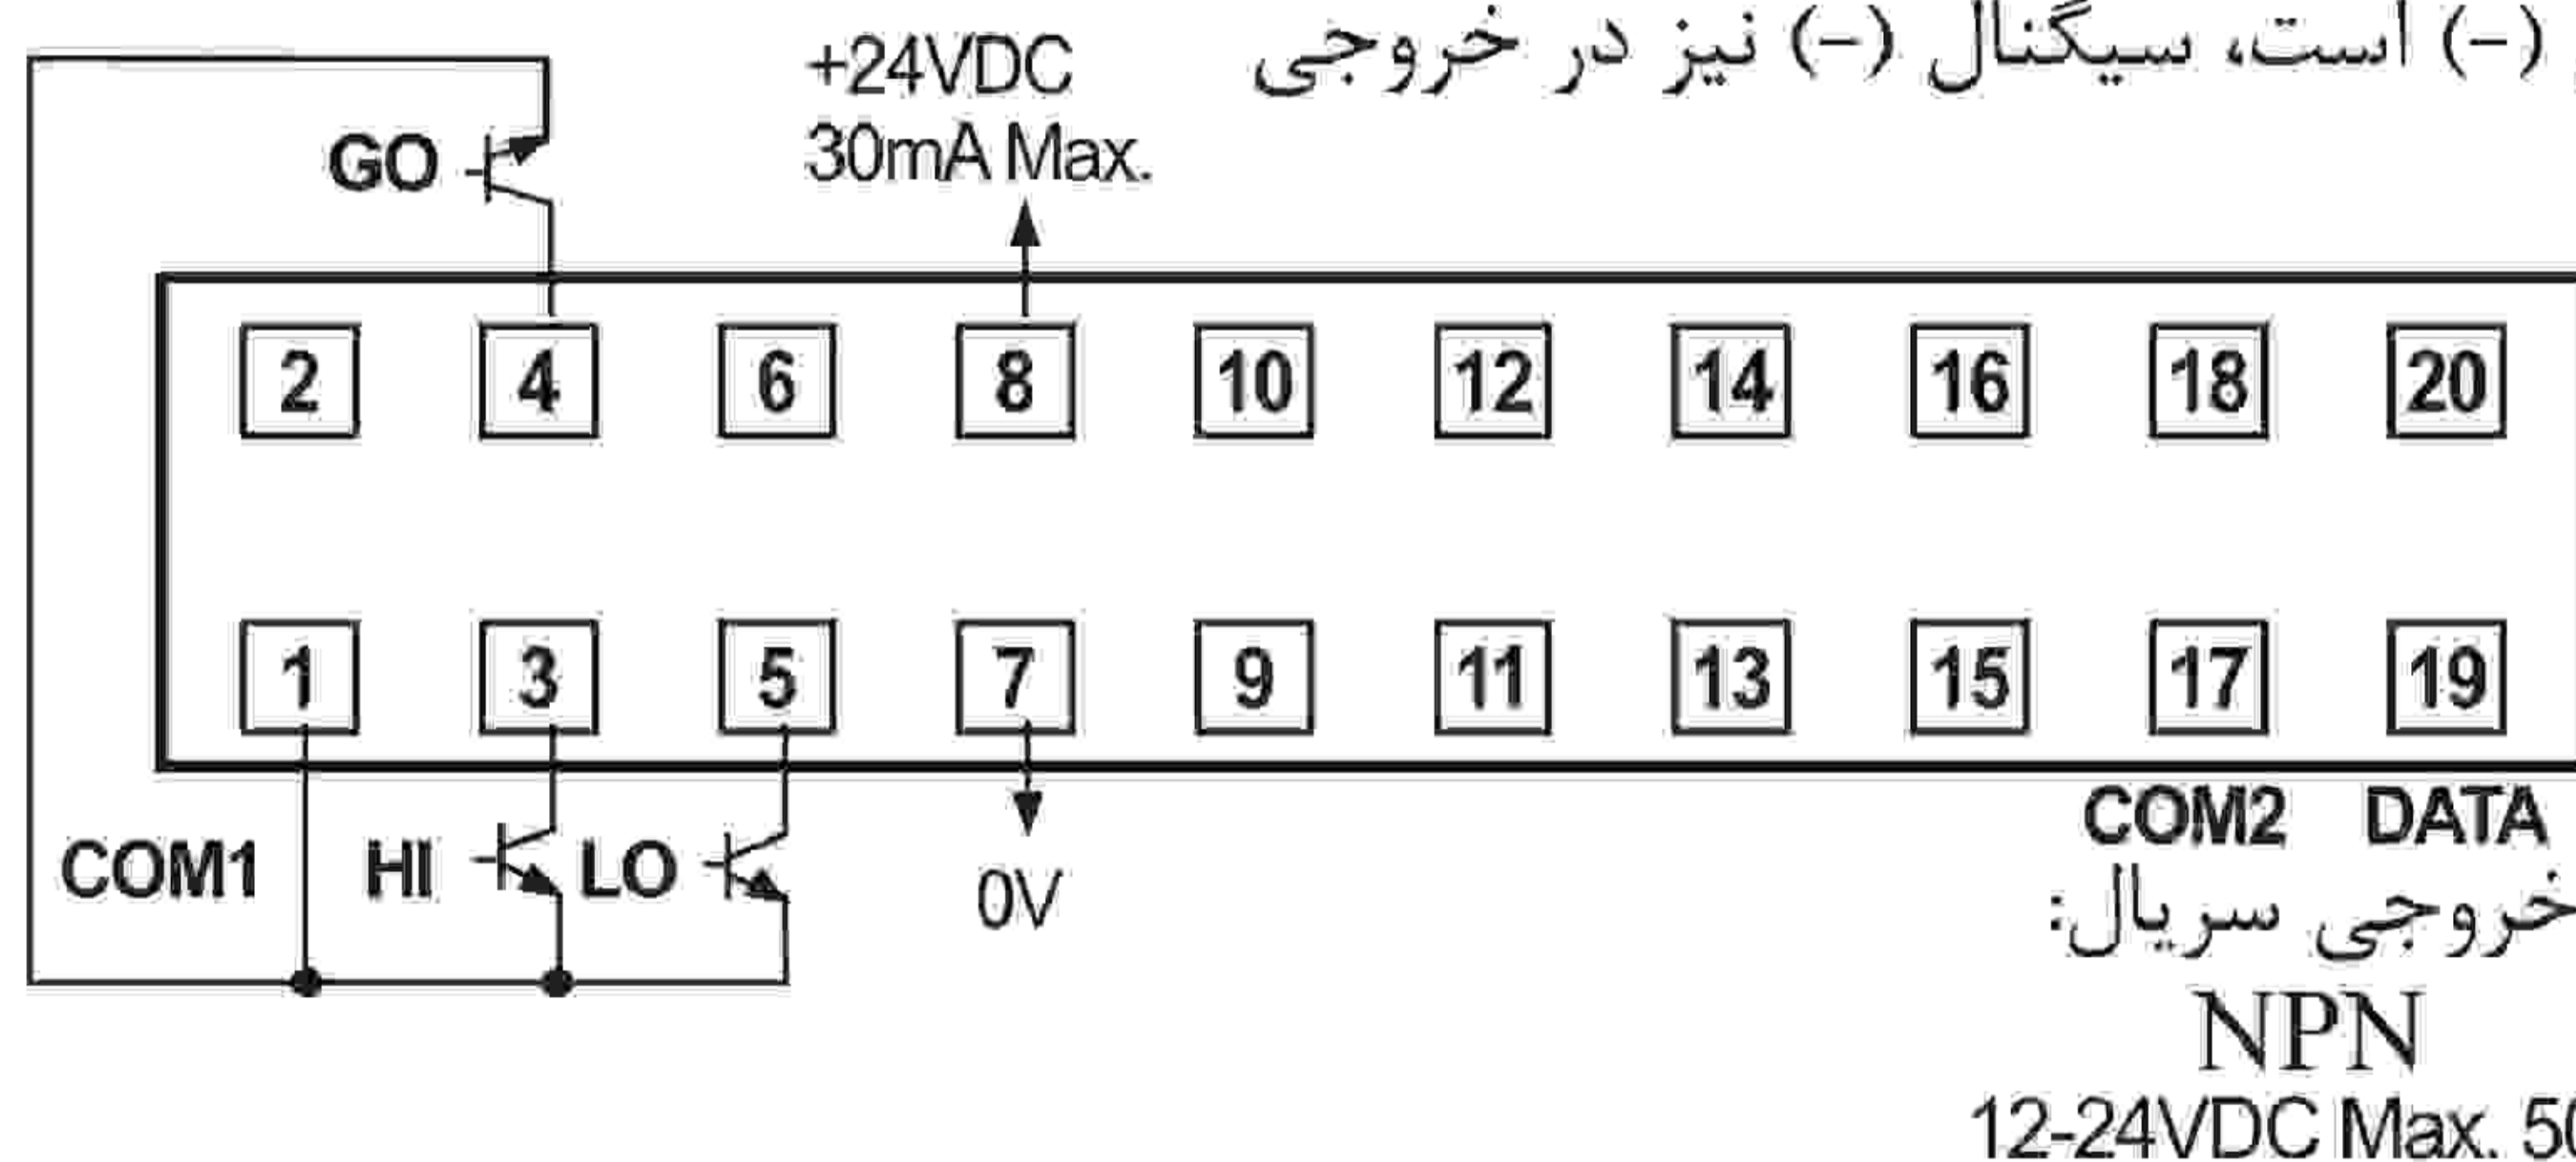 (-) است، سیگنال (-) نیز در خروجی
+24VDC
30mA Max.
GO
2 4 6 8 10 12 14 16 18 20
1 3 5 7 9 11 13 15 17 19
COM1 HI LO 0V COM2 DATA
خروجی سریال:
NPN
12-24VDC Max.